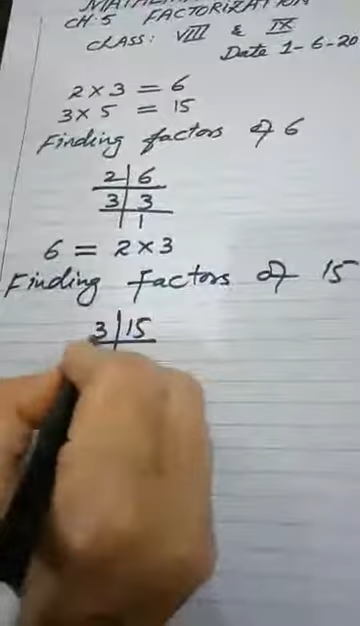 CH:5 FACTORIZATION
CLASS: VIII & IX
Date 1-6-20
2 × 3 = 6
3 × 5 = 15
Finding factors of 6
2 | 6
3 | 3
| 1
6 = 2 × 3
Finding factors of 15
3 | 15